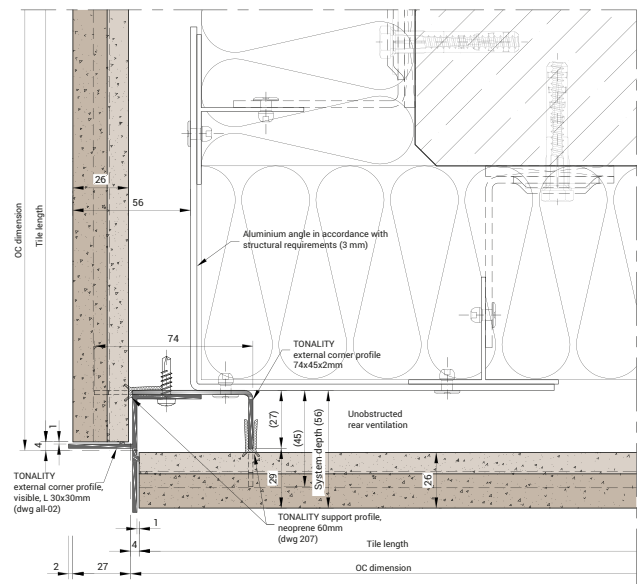 OC dimension
Tile length
26
56
Aluminium angle in accordance with
structural requirements (3 mm)
74
TONALITY
external corner profile
74x45x2mm
Unobstructed
rear ventilation
(27)
(45)
System depth (56)
29
26
1
4
TONALITY
external corner profile,
visible, L 30x30mm
(dwg all-02)
TONALITY support profile,
neoprene 60mm
(dwg 207)
1
4
Tile length
2
27
OC dimension